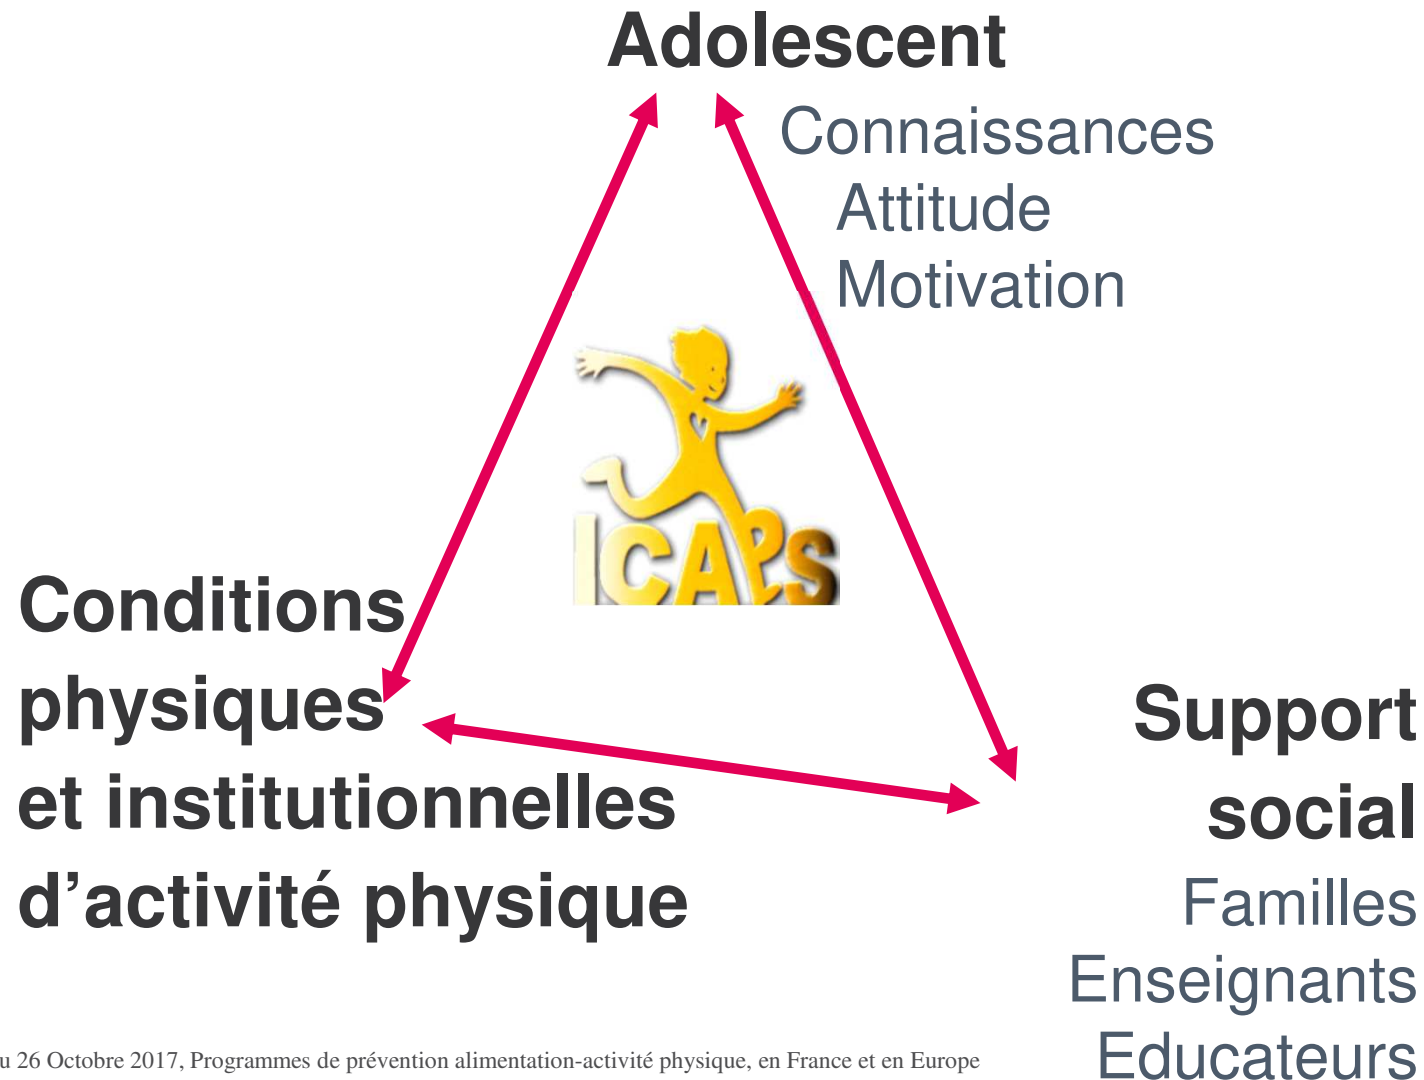 Adolescent
Connaissances
Attitude
Motivation
ICAPS
Conditions
physiques
et institutionnelles
d’activité physique
Support
social
Familles
Enseignants
Educateurs
u 26 Octobre 2017, Programmes de prévention alimentation-activité physique, en France et en Europe